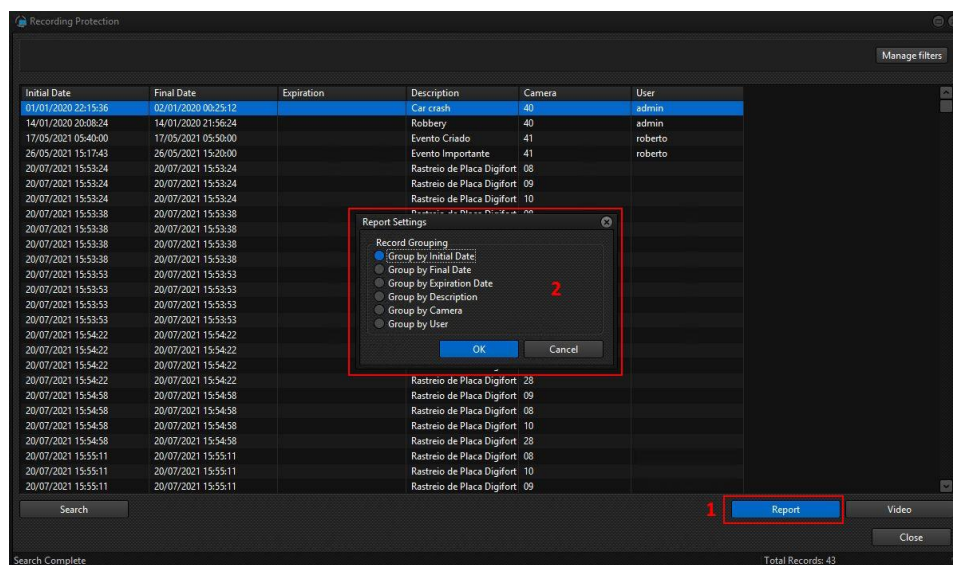 Recording Protection
Manage filters
Initial Date Final Date Expiration Description Camera User
01/01/2020 22:15:36 02/01/2020 00:25:12 Car crash 40 admin
14/01/2020 20:08:24 14/01/2020 21:56:24 Robbery 40 admin
17/05/2021 05:40:00 17/05/2021 05:50:00 Evento Criado 41 roberto
26/05/2021 15:17:43 26/05/2021 15:20:00 Evento Importante 41 roberto
20/07/2021 15:53:24 20/07/2021 15:53:24 Rastreio de Placa Digifort 08
20/07/2021 15:53:24 20/07/2021 15:53:24 Rastreio de Placa Digifort 09
20/07/2021 15:53:24 20/07/2021 15:53:24 Rastreio de Placa Digifort 10
20/07/2021 15:53:38 20/07/2021 15:53:38
20/07/2021 15:53:38 20/07/2021 15:53:38
20/07/2021 15:53:38 20/07/2021 15:53:38
20/07/2021 15:53:38 20/07/2021 15:53:38
20/07/2021 15:53:53 20/07/2021 15:53:53
20/07/2021 15:53:53 20/07/2021 15:53:53
20/07/2021 15:53:53 20/07/2021 15:53:53
20/07/2021 15:53:53 20/07/2021 15:53:53
20/07/2021 15:54:22 20/07/2021 15:54:22
20/07/2021 15:54:22 20/07/2021 15:54:22
20/07/2021 15:54:22 20/07/2021 15:54:22
20/07/2021 15:54:22 20/07/2021 15:54:22 Rastreio de Placa Digifort 28
20/07/2021 15:54:58 20/07/2021 15:54:58 Rastreio de Placa Digifort 09
20/07/2021 15:54:58 20/07/2021 15:54:58 Rastreio de Placa Digifort 08
20/07/2021 15:54:58 20/07/2021 15:54:58 Rastreio de Placa Digifort 10
20/07/2021 15:54:58 20/07/2021 15:54:58 Rastreio de Placa Digifort 28
20/07/2021 15:55:11 20/07/2021 15:55:11 Rastreio de Placa Digifort 08
20/07/2021 15:55:11 20/07/2021 15:55:11 Rastreio de Placa Digifort 10
20/07/2021 15:55:11 20/07/2021 15:55:11 Rastreio de Placa Digifort 09
Report Settings
Record Grouping
Group by Initial Date
Group by Final Date
Group by Expiration Date
Group by Description
Group by Camera
Group by User
2
OK Cancel
Search 1 Report Video
Close
Search Complete Total Records: 43